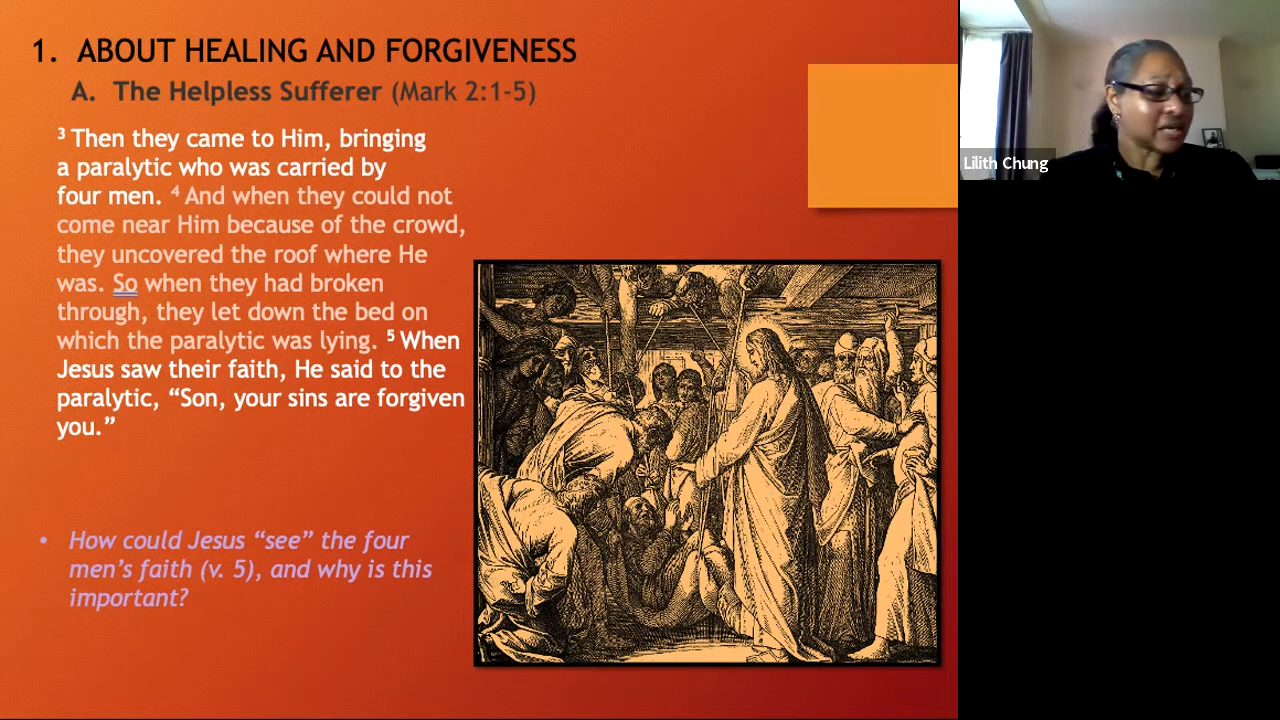 1. ABOUT HEALING AND FORGIVENESS
A. The Helpless Sufferer (Mark 2:1-5)
³ Then they came to Him, bringing
a paralytic who was carried by
four men. ⁴ And when they could not
come near Him because of the crowd,
they uncovered the roof where He
was. So when they had broken
through, they let down the bed on
which the paralytic was lying. ⁵ When
Jesus saw their faith, He said to the
paralytic, “Son, your sins are forgiven
you.”
• How could Jesus “see” the four
men’s faith (v. 5), and why is this
important?
Lilith Chung